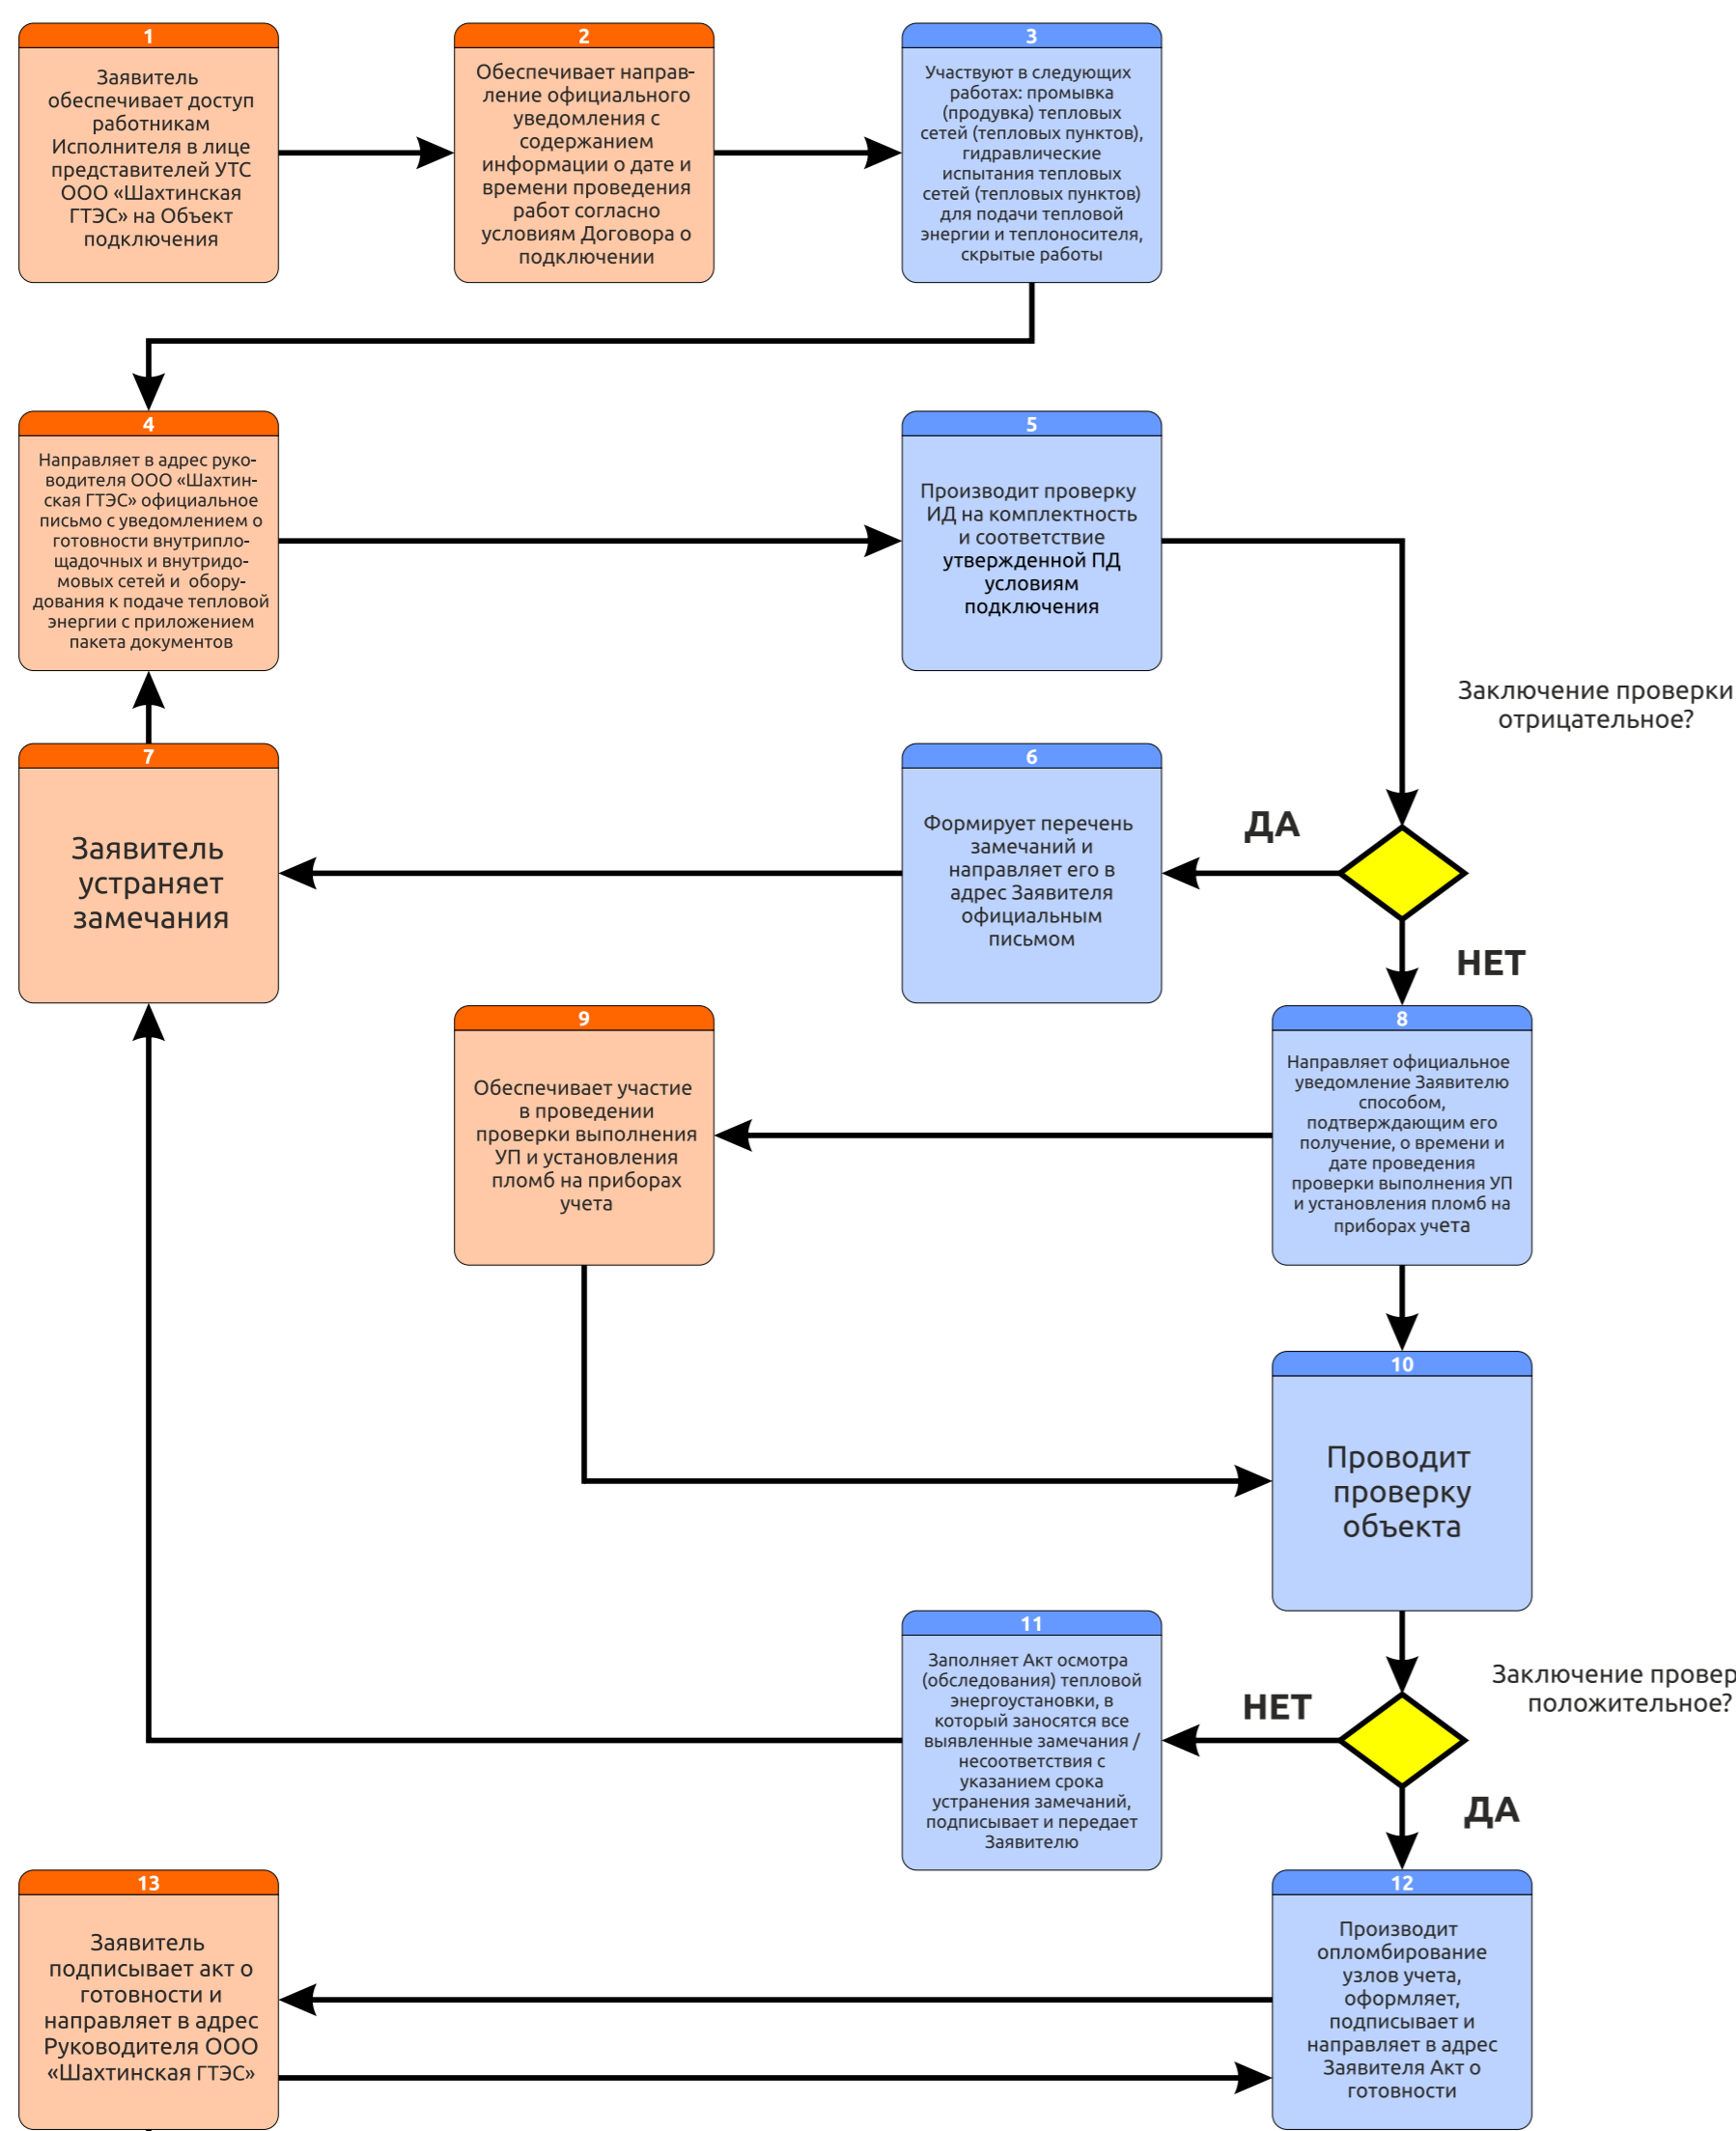 1
Заявитель
обеспечивает доступ
работникам
Исполнителя в лице
представителей УТС
ООО «Шахтинская
ГТЭС» на Объект
подключения
2
Обеспечивает направ-
ление официального
уведомления с
содержанием
информации о дате и
времени проведения
работ согласно
условиям Договора о
подключении
3
Участвуют в следующих
работах: промывка
(продувка) тепловых
сетей (тепловых пунктов),
гидравлические
испытания тепловых
сетей (тепловых пунктов)
для подачи тепловой
энергии и теплоносителя,
скрытые работы
4
Направляет в адрес руко-
водителя ООО «Шахтин-
ская ГТЭС» официальное
письмо с уведомлением о
готовности внутрипло-
щадочных и внутридо-
мовых сетей и обору-
дования к подаче тепловой
энергии с приложением
пакета документов
5
Производит проверку
ИД на комплектность
и соответствие
утвержденной ПД
условиям
подключения
Заключение проверки
отрицательное?
7
Заявитель
устраняет
замечания
6
Формирует перечень
замечаний и
направляет его в
адрес Заявителя
официальным
письмом
ДА
НЕТ
9
Обеспечивает участие
в проведении
проверки выполнения
УП и установления
пломб на приборах
учета
8
Направляет официальное
уведомление Заявителю
способом,
подтверждающим его
получение, о времени и
дате проведения
проверки выполнения УП
и установления пломб на
приборах учета
10
Проводит
проверку
объекта
11
Заполняет Акт осмотра
(обследования) тепловой
энергоустановки, в
который заносятся все
выявленные замечания /
несоответствия с
указанием срока
устранения замечаний,
подписывает и передает
Заявителю
НЕТ
Заключение провер
положительное?
ДА
13
Заявитель
подписывает акт о
готовности и
направляет в адрес
Руководителя ООО
«Шахтинская ГТЭС»
12
Производит
опломбирование
узлов учета,
оформляет,
подписывает и
направляет в адрес
Заявителя Акт о
готовности